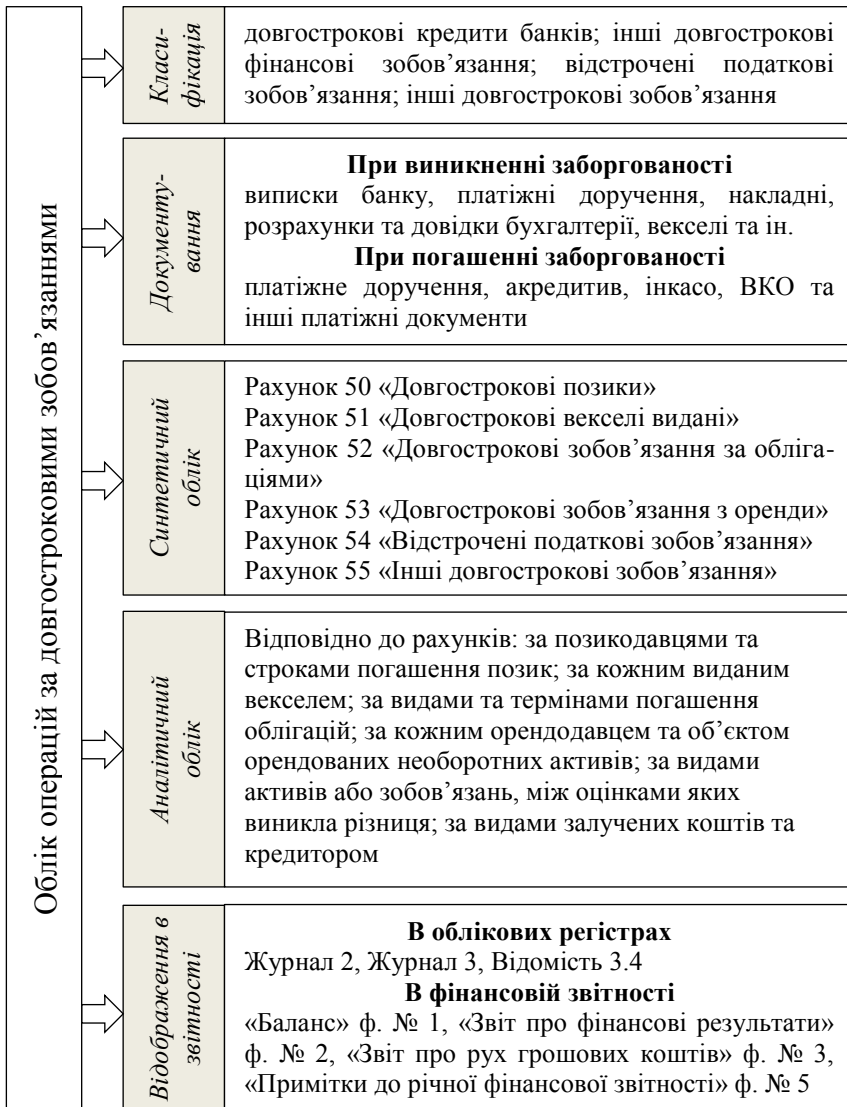 Облік операцій за довгостроковими зобов’язаннями
Класи-
фікація
довгострокові кредити банків; інші довгострокові
фінансові зобов’язання; відстрочені податкові
зобов’язання; інші довгострокові зобов’язання
Документу-
вання
При виникненні заборгованості
виписки банку, платіжні доручення, накладні,
розрахунки та довідки бухгалтерії, векселі та ін.
При погашенні заборгованості
платіжне доручення, акредитив, інкасо, ВКО та
інші платіжні документи
Синтетичний
облік
Рахунок 50 «Довгострокові позики»
Рахунок 51 «Довгострокові векселі видані»
Рахунок 52 «Довгострокові зобов’язання за обліга-
ціями»
Рахунок 53 «Довгострокові зобов’язання з оренди»
Рахунок 54 «Відстрочені податкові зобов’язання»
Рахунок 55 «Інші довгострокові зобов’язання»
Аналітичний
облік
Відповідно до рахунків: за позикодавцями та
строками погашення позик; за кожним виданим
векселем; за видами та термінами погашення
облігацій; за кожним орендодавцем та об’єктом
орендованих необоротних активів; за видами
активів або зобов’язань, між оцінками яких
виникла різниця; за видами залучених коштів та
кредитором
Відображення в
звітності
В облікових регістрах
Журнал 2, Журнал 3, Відомість 3.4
В фінансовій звітності
«Баланс» ф. № 1, «Звіт про фінансові результати»
ф. № 2, «Звіт про рух грошових коштів» ф. № 3,
«Примітки до річної фінансової звітності» ф. № 5